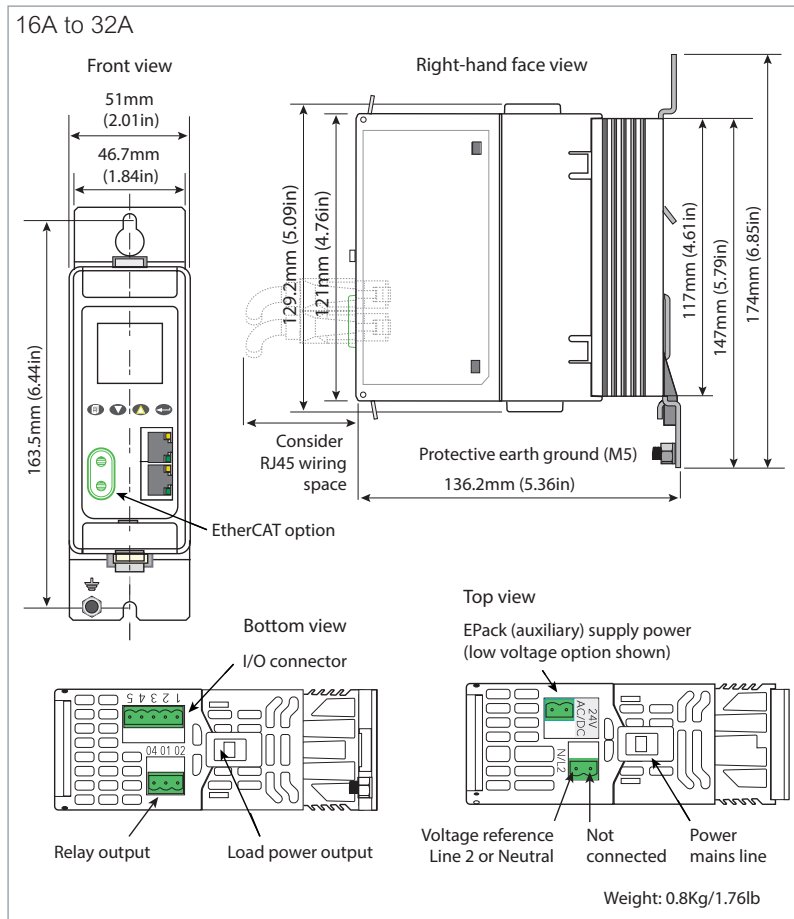 16A to 32A
Front view
Right-hand face view
51mm
(2.01in)
46.7mm
(1.84in)
163.5mm (6.44in)
129.2mm (5.09in)
121mm (4.76in)
117mm (4.61in)
147mm (5.79in)
174mm (6.85in)
Consider
RJ45 wiring
space
Protective earth ground (M5)
136.2mm (5.36in)
EtherCAT option
Bottom view
I/O connector
1 2 3 4 5
04 01 02
Relay output
Load power output
Top view
EPack (auxiliary) supply power
(low voltage option shown)
24V
AC/DC
N/L2
Voltage reference
Line 2 or Neutral
Not
connected
Power
mains line
Weight: 0.8Kg/1.76lb